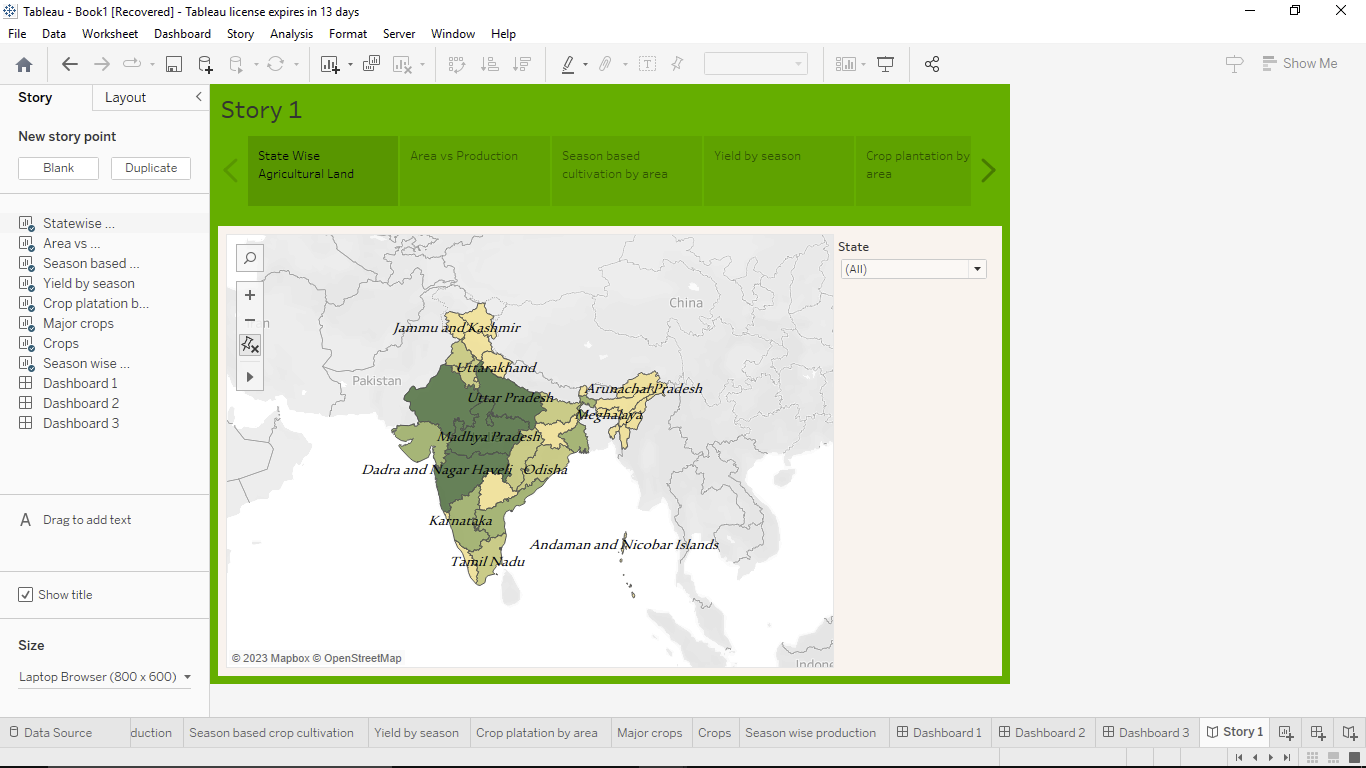 Tableau - Book1 [Recovered] - Tableau license expires in 13 days
File Data Worksheet Dashboard Story Analysis Format Server Window Help
Show Me
Story Layout
New story point
Blank Duplicate
Statewise ...
Area vs ...
Season based ...
Yield by season
Crop platation b...
Major crops
Crops
Season wise ...
Dashboard 1
Dashboard 2
Dashboard 3
A Drag to add text
Show title
Size
Laptop Browser (800 x 600)
Story 1
State Wise
Agricultural Land
Area vs Production
Season based
cultivation by area
Yield by season
Crop plantation by
area
State
(All)
China
Jammu and Kashmir
Uttarakhand
Pakistan
Arunachal Pradesh
Uttar Pradesh
Meghalaya
Madhya Pradesh
Dadra and Nagar Haveli
Odisha
Karnataka
Andaman and Nicobar Islands
Tamil Nadu
Indone
© 2023 Mapbox © OpenStreetMap
Data Source duction Season based crop cultivation Yield by season Crop platation by area Major crops Crops Season wise production Dashboard 1 Dashboard 2 Dashboard 3 Story 1